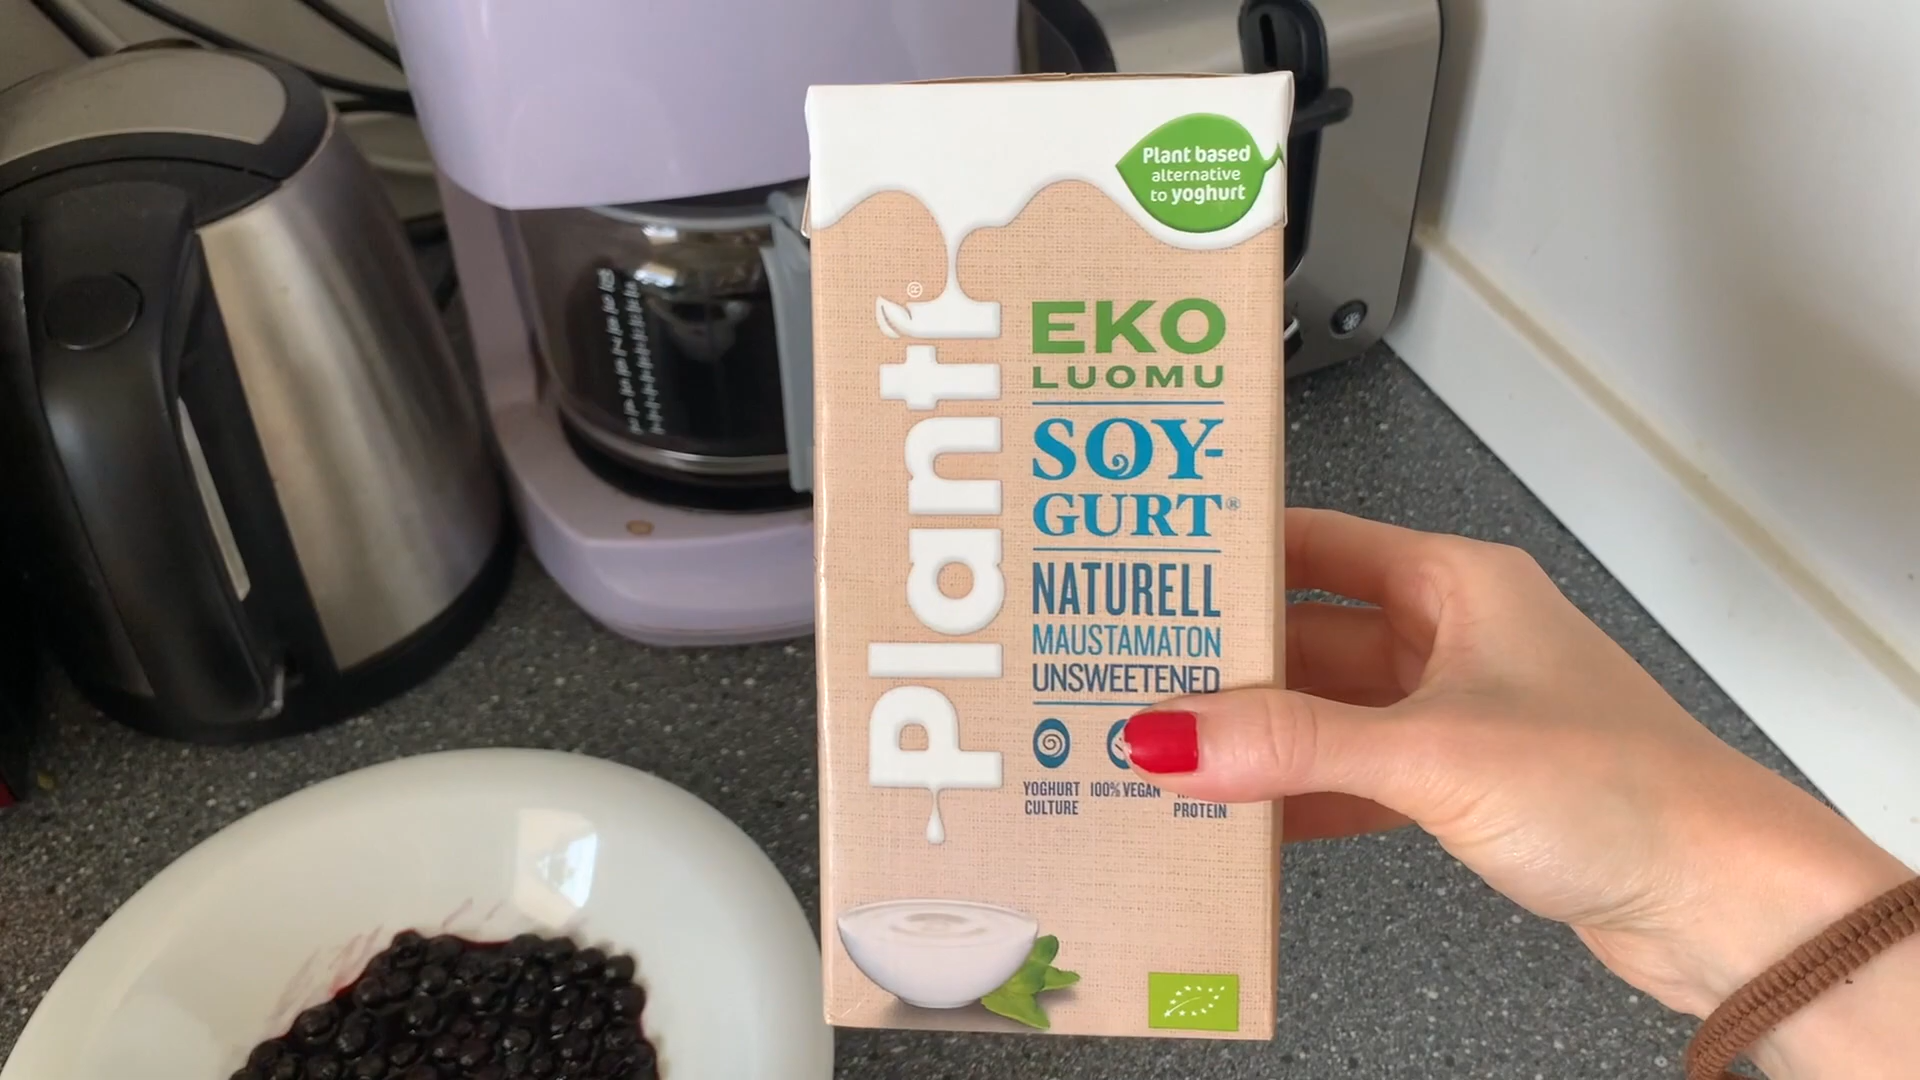 Plant based
alternative
to yoghurt
Planti®
EKO
LUOMU
SOY-
GURT®
NATURELL
MAUSTAMATON
UNSWEETENED
YOGHURT
CULTURE
100% VEGAN
PROTEIN